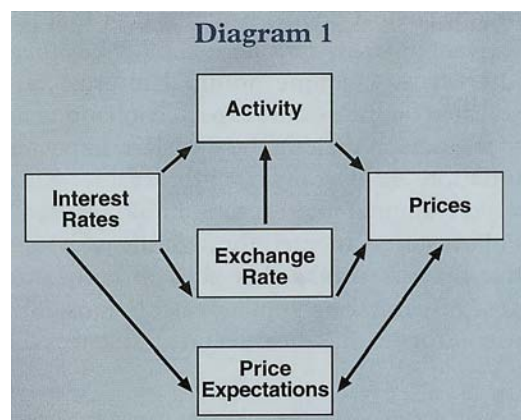 Diagram 1
Activity
Interest
Rates
Prices
Exchange
Rate
Price
Expectations